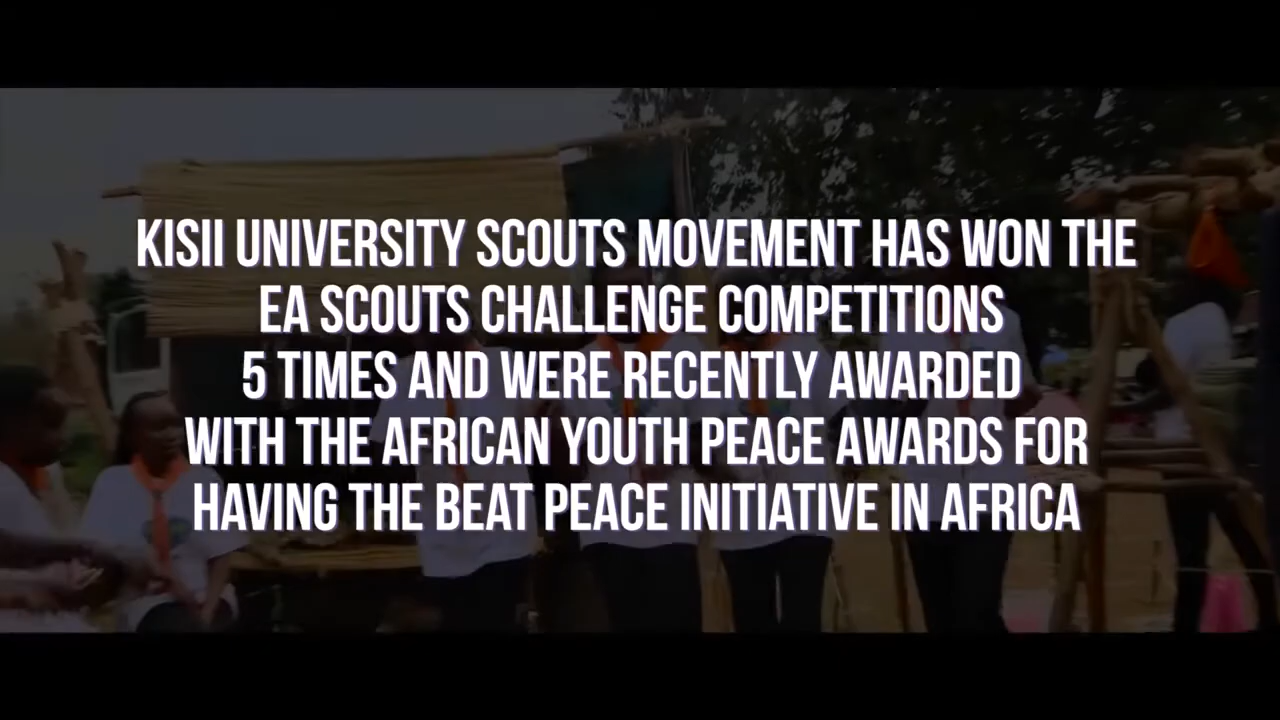 KISII UNIVERSITY SCOUTS MOVEMENT HAS WON THE
EA SCOUTS CHALLENGE COMPETITIONS
5 TIMES AND WERE RECENTLY AWARDED
WITH THE AFRICAN YOUTH PEACE AWARDS FOR
HAVING THE BEAT PEACE INITIATIVE IN AFRICA